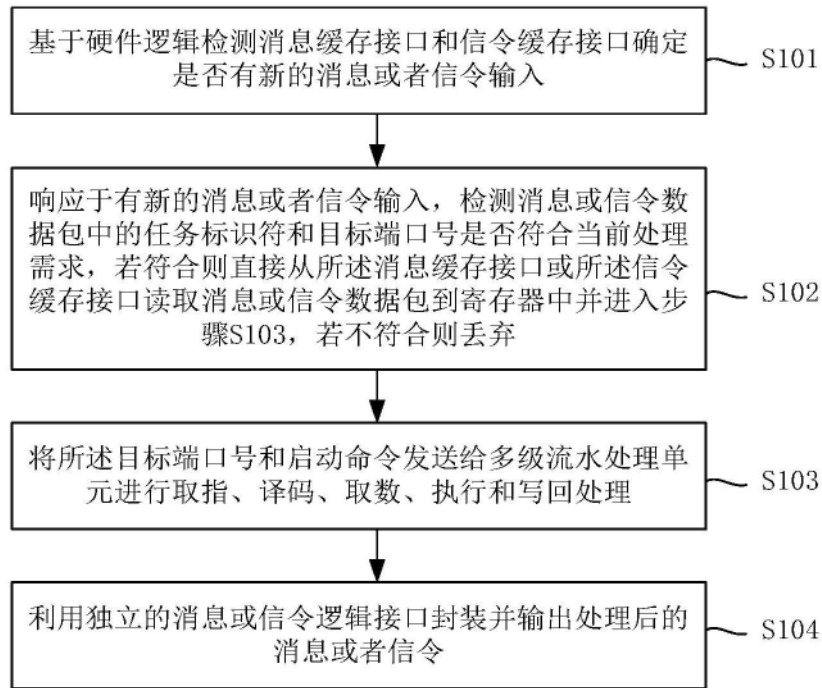 基于硬件逻辑检测消息缓存接口和信令缓存接口确定
是否有新的消息或者信令输入
S101
响应于有新的消息或者信令输入，检测消息或信令数
据包中的任务标识符和目标端口号是否符合当前处理
需求，若符合则直接从所述消息缓存接口或所述信令
缓存接口读取消息或信令数据包到寄存器中并进入步
骤S103，若不符合则丢弃
S102
将所述目标端口号和启动命令发送给多级流水处理单
元进行取指、译码、取数、执行和写回处理
S103
利用独立的消息或信令逻辑接口封装并输出处理后的
消息或者信令
S104